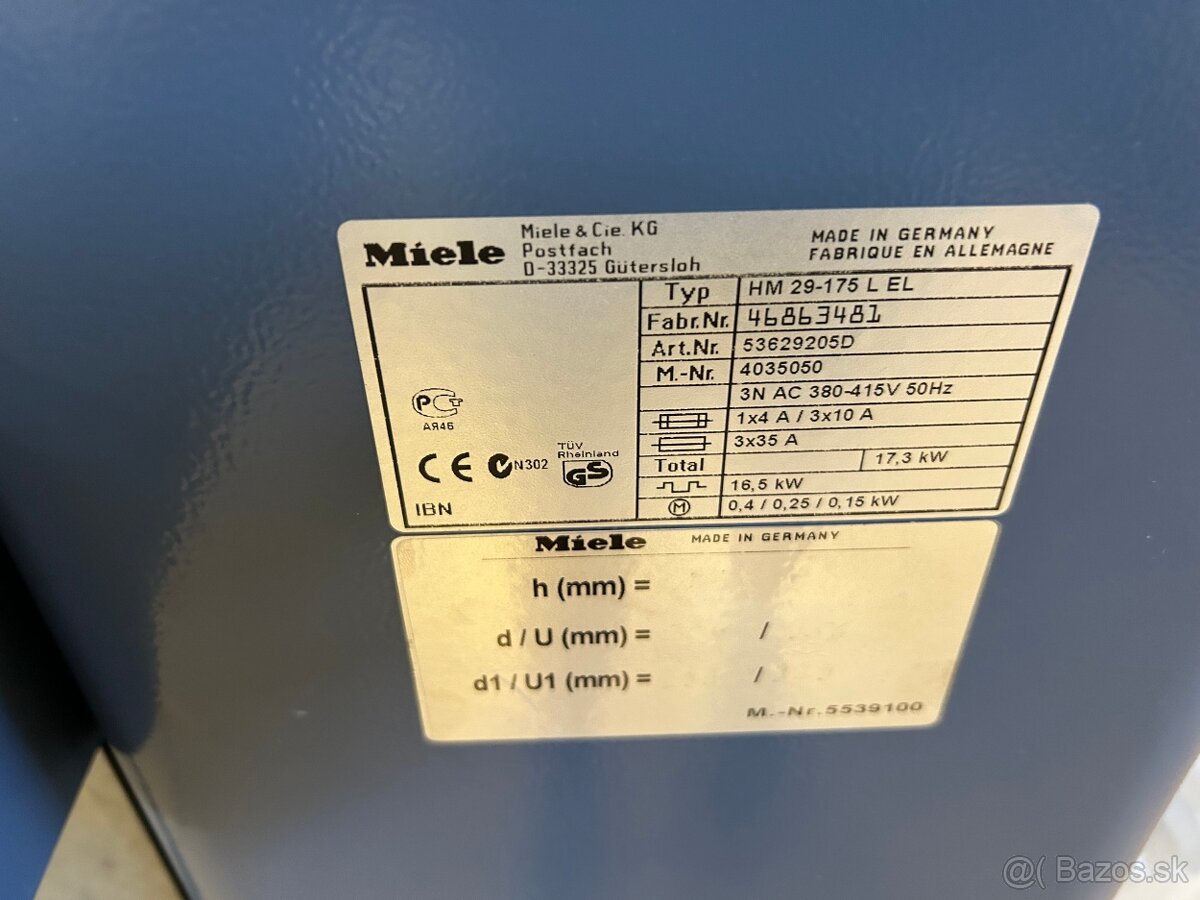 Miele
Miele & Cie. KG
Postfach
D-33325 Gütersloh
MADE IN GERMANY
FABRIQUE EN ALLEMAGNE
Typ HM 29-175 L EL
Fabr.Nr. 46863481
Art.Nr. 53629205D
M.-Nr. 4035050
3N AC 380-415V 50Hz
1x4 A / 3x10 A
3x35 A
Total 17,3 kW
16,5 kW
M 0,4 / 0,25 / 0,15 kW
РСТ
АЯ46
CE N302
TÜV
Rheinland
GS
IBN
Miele MADE IN GERMANY
h (mm) =
d / U (mm) = /
d1 / U1 (mm) = /
M.-Nr. 5539100
@( Bazos.sk